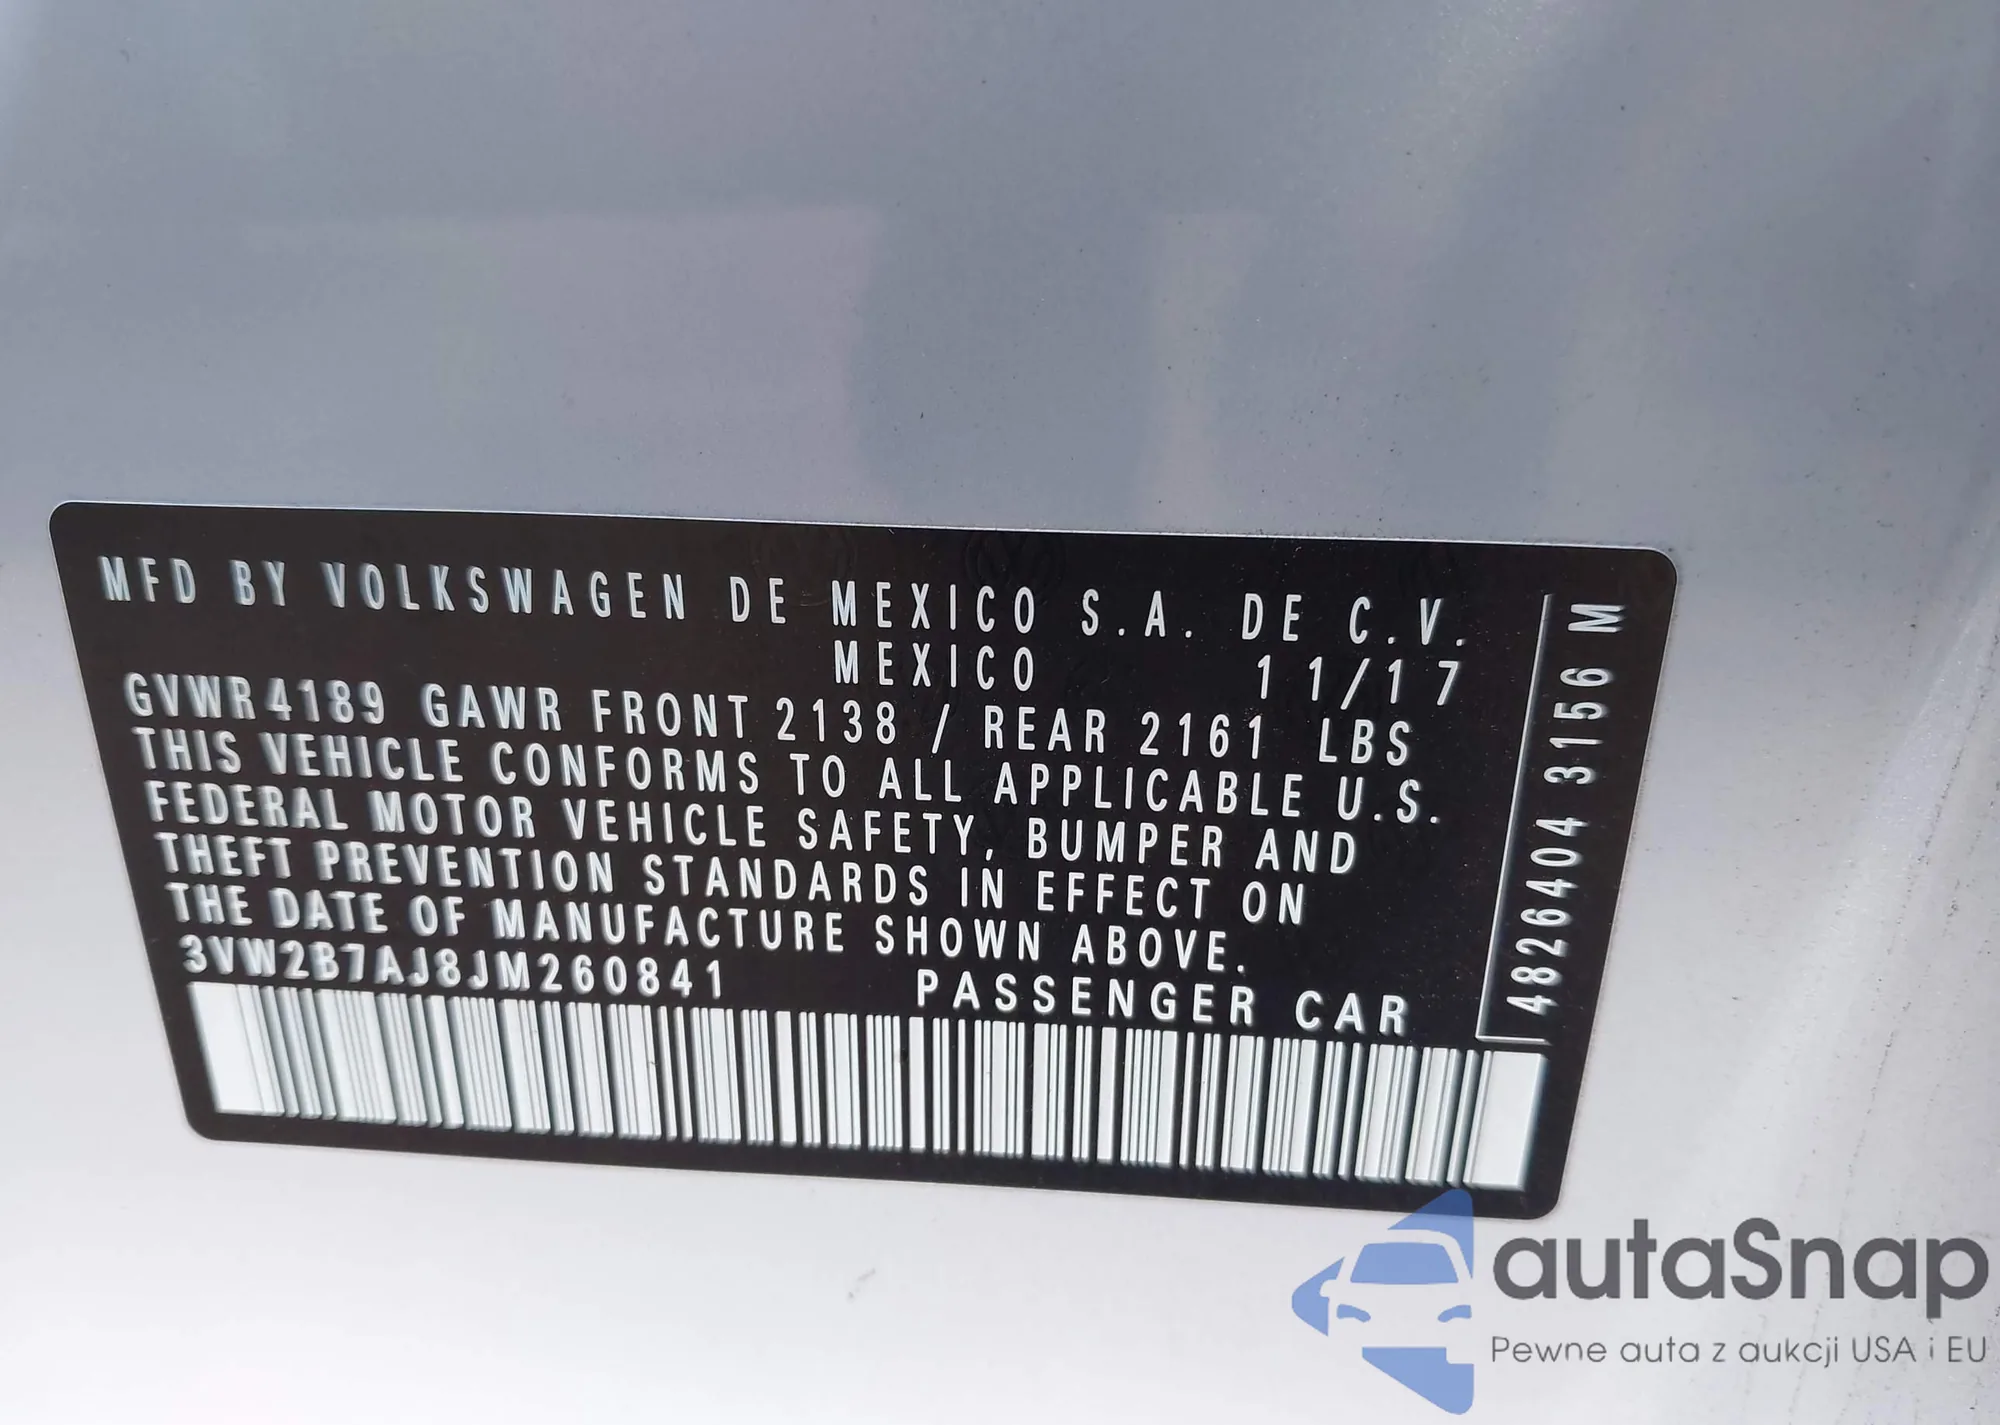 MFD BY VOLKSWAGEN DE MEXICO S.A. DE C.V.
MEXICO 11/17
GVWR 4189 GAWR FRONT 2138 / REAR 2161 LBS
THIS VEHICLE CONFORMS TO ALL APPLICABLE U.S.
FEDERAL MOTOR VEHICLE SAFETY, BUMPER AND
THEFT PREVENTION STANDARDS IN EFFECT ON
THE DATE OF MANUFACTURE SHOWN ABOVE.
3VW2B7AJ8JM260841 PASSENGER CAR
4826404 3156 M
autaSnap
Pewne auta z aukcji USA i EU